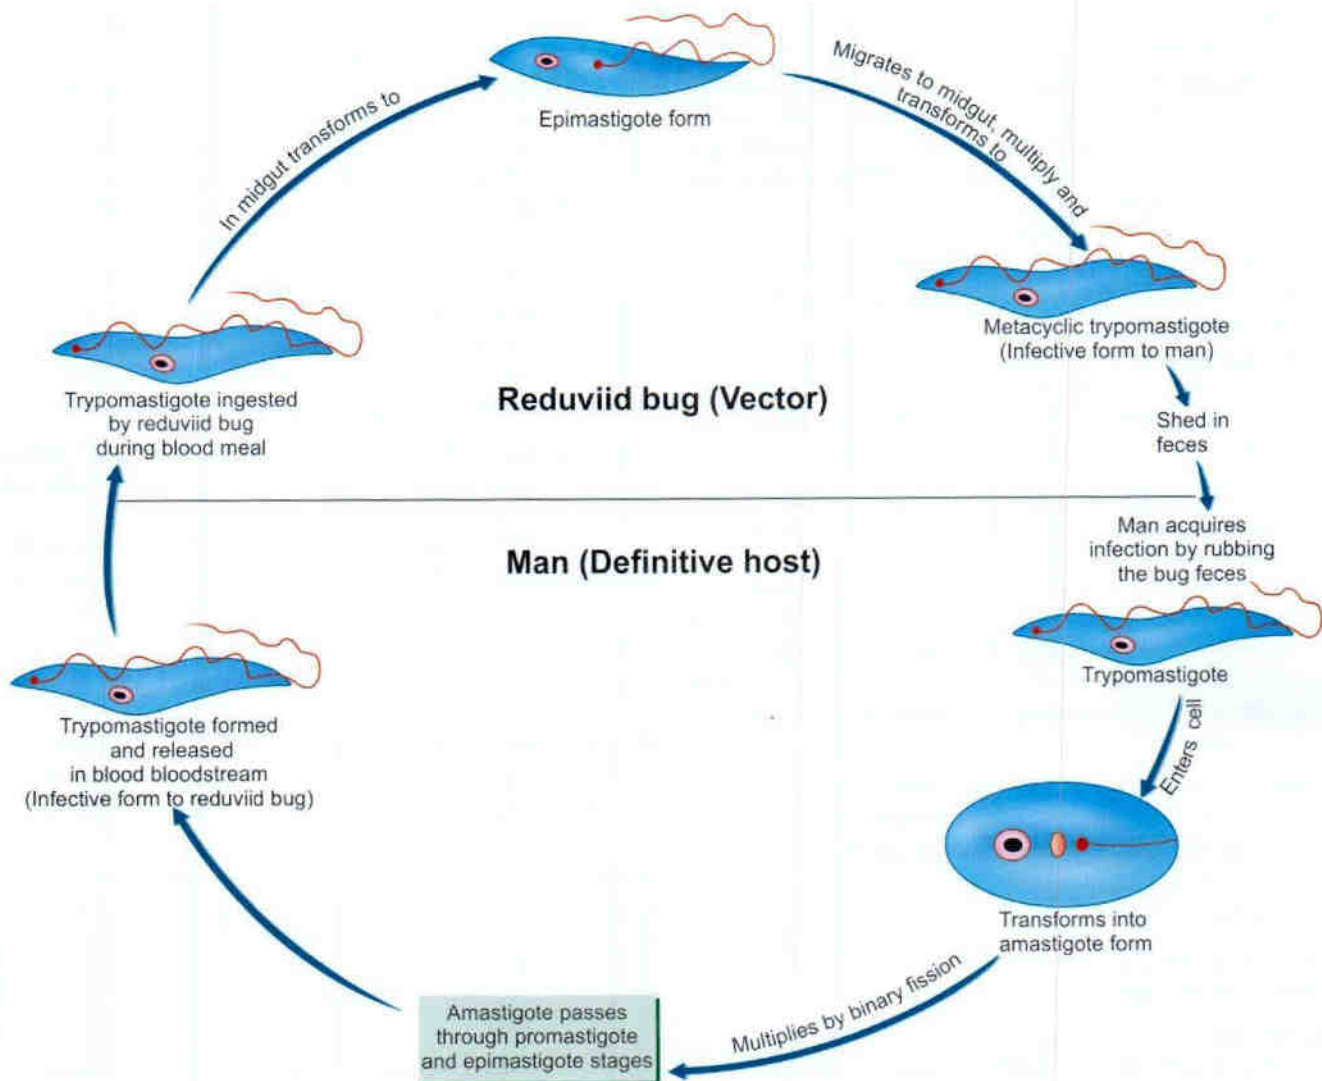 Epimastigote form
In midgut transforms to
Migrates to midgut, multiply and
transforms to
Metacyclic trypomastigote
(Infective form to man)
Trypomastigote ingested
by reduviid bug
during blood meal
Reduviid bug (Vector)
Shed in
feces
Man (Definitive host)
Man acquires
infection by rubbing
the bug feces
Trypomastigote
Enters cell
Trypomastigote formed
and released
in blood bloodstream
(Infective form to reduviid bug)
Transforms into
amastigote form
Multiplies by binary fission
Amastigote passes
through promastigote
and epimastigote stages